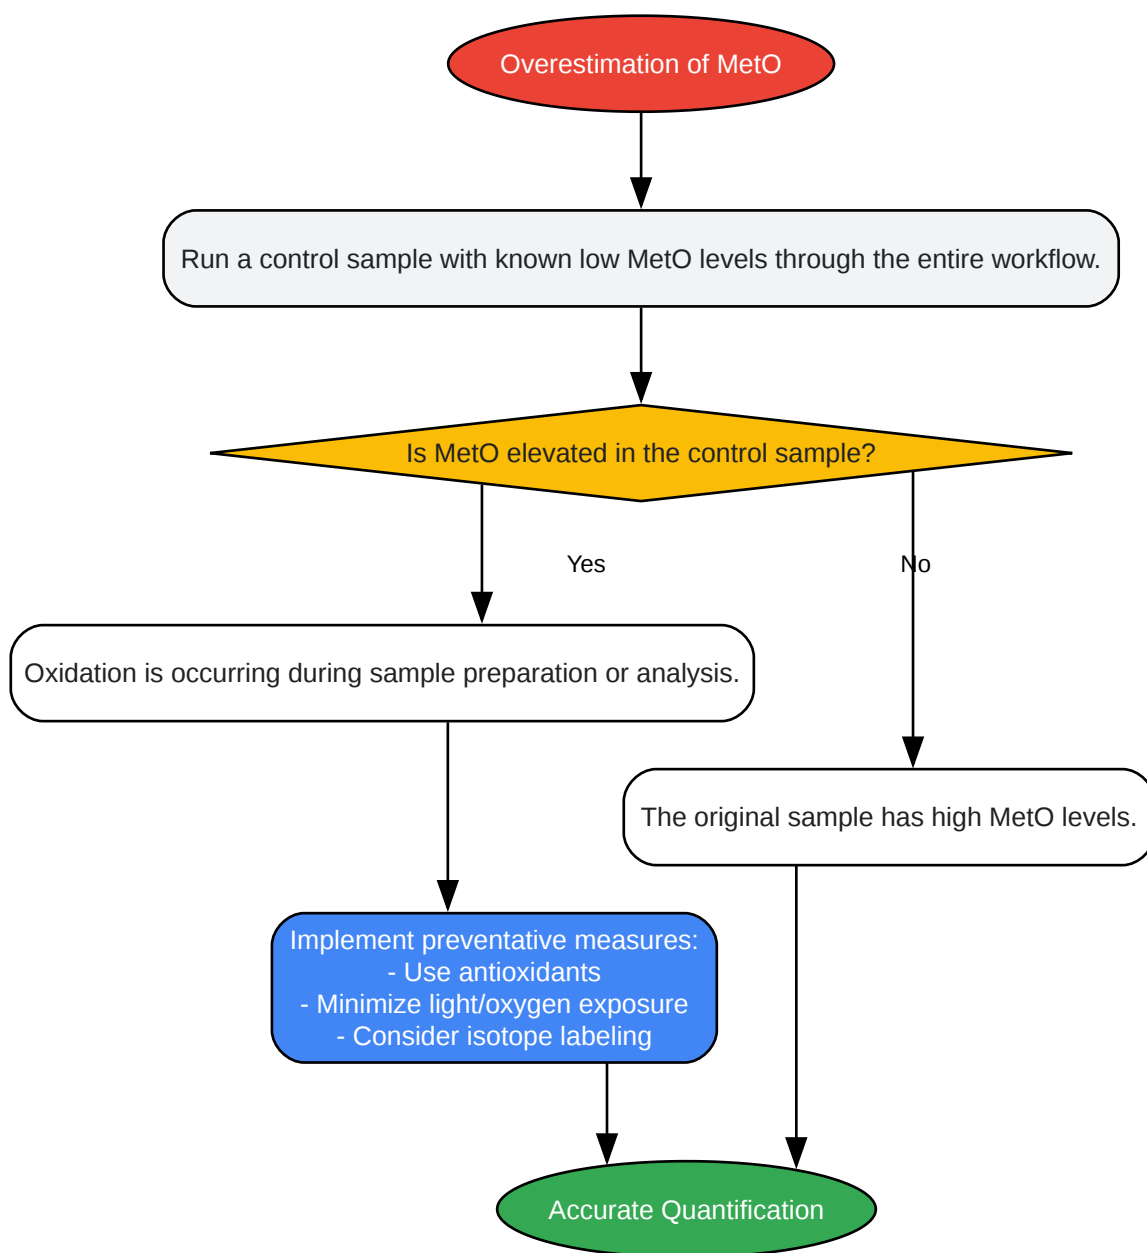 Overestimation of MetO
Run a control sample with known low MetO levels through the entire workflow.
Is MetO elevated in the control sample?
Yes
No
Oxidation is occurring during sample preparation or analysis.
The original sample has high MetO levels.
Implement preventative measures:
- Use antioxidants
- Minimize light/oxygen exposure
- Consider isotope labeling
Accurate Quantification